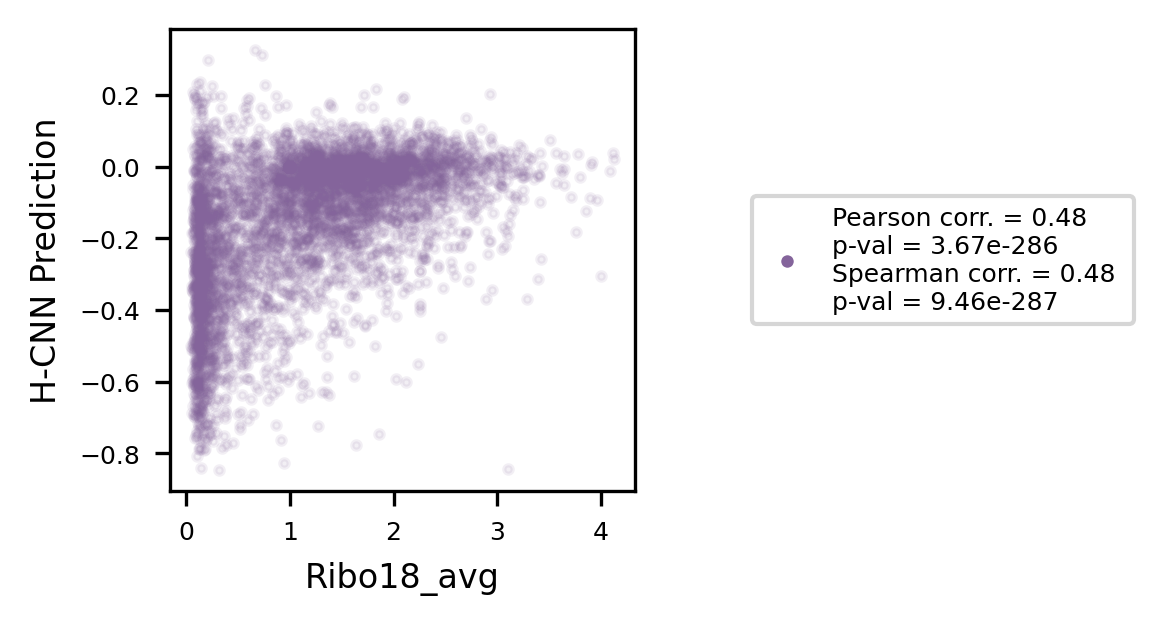 H-CNN Prediction
0.2
0.0
−0.2
−0.4
−0.6
−0.8
0 1 2 3 4
Ribo18_avg
Pearson corr. = 0.48
p-val = 3.67e-286
Spearman corr. = 0.48
p-val = 9.46e-287